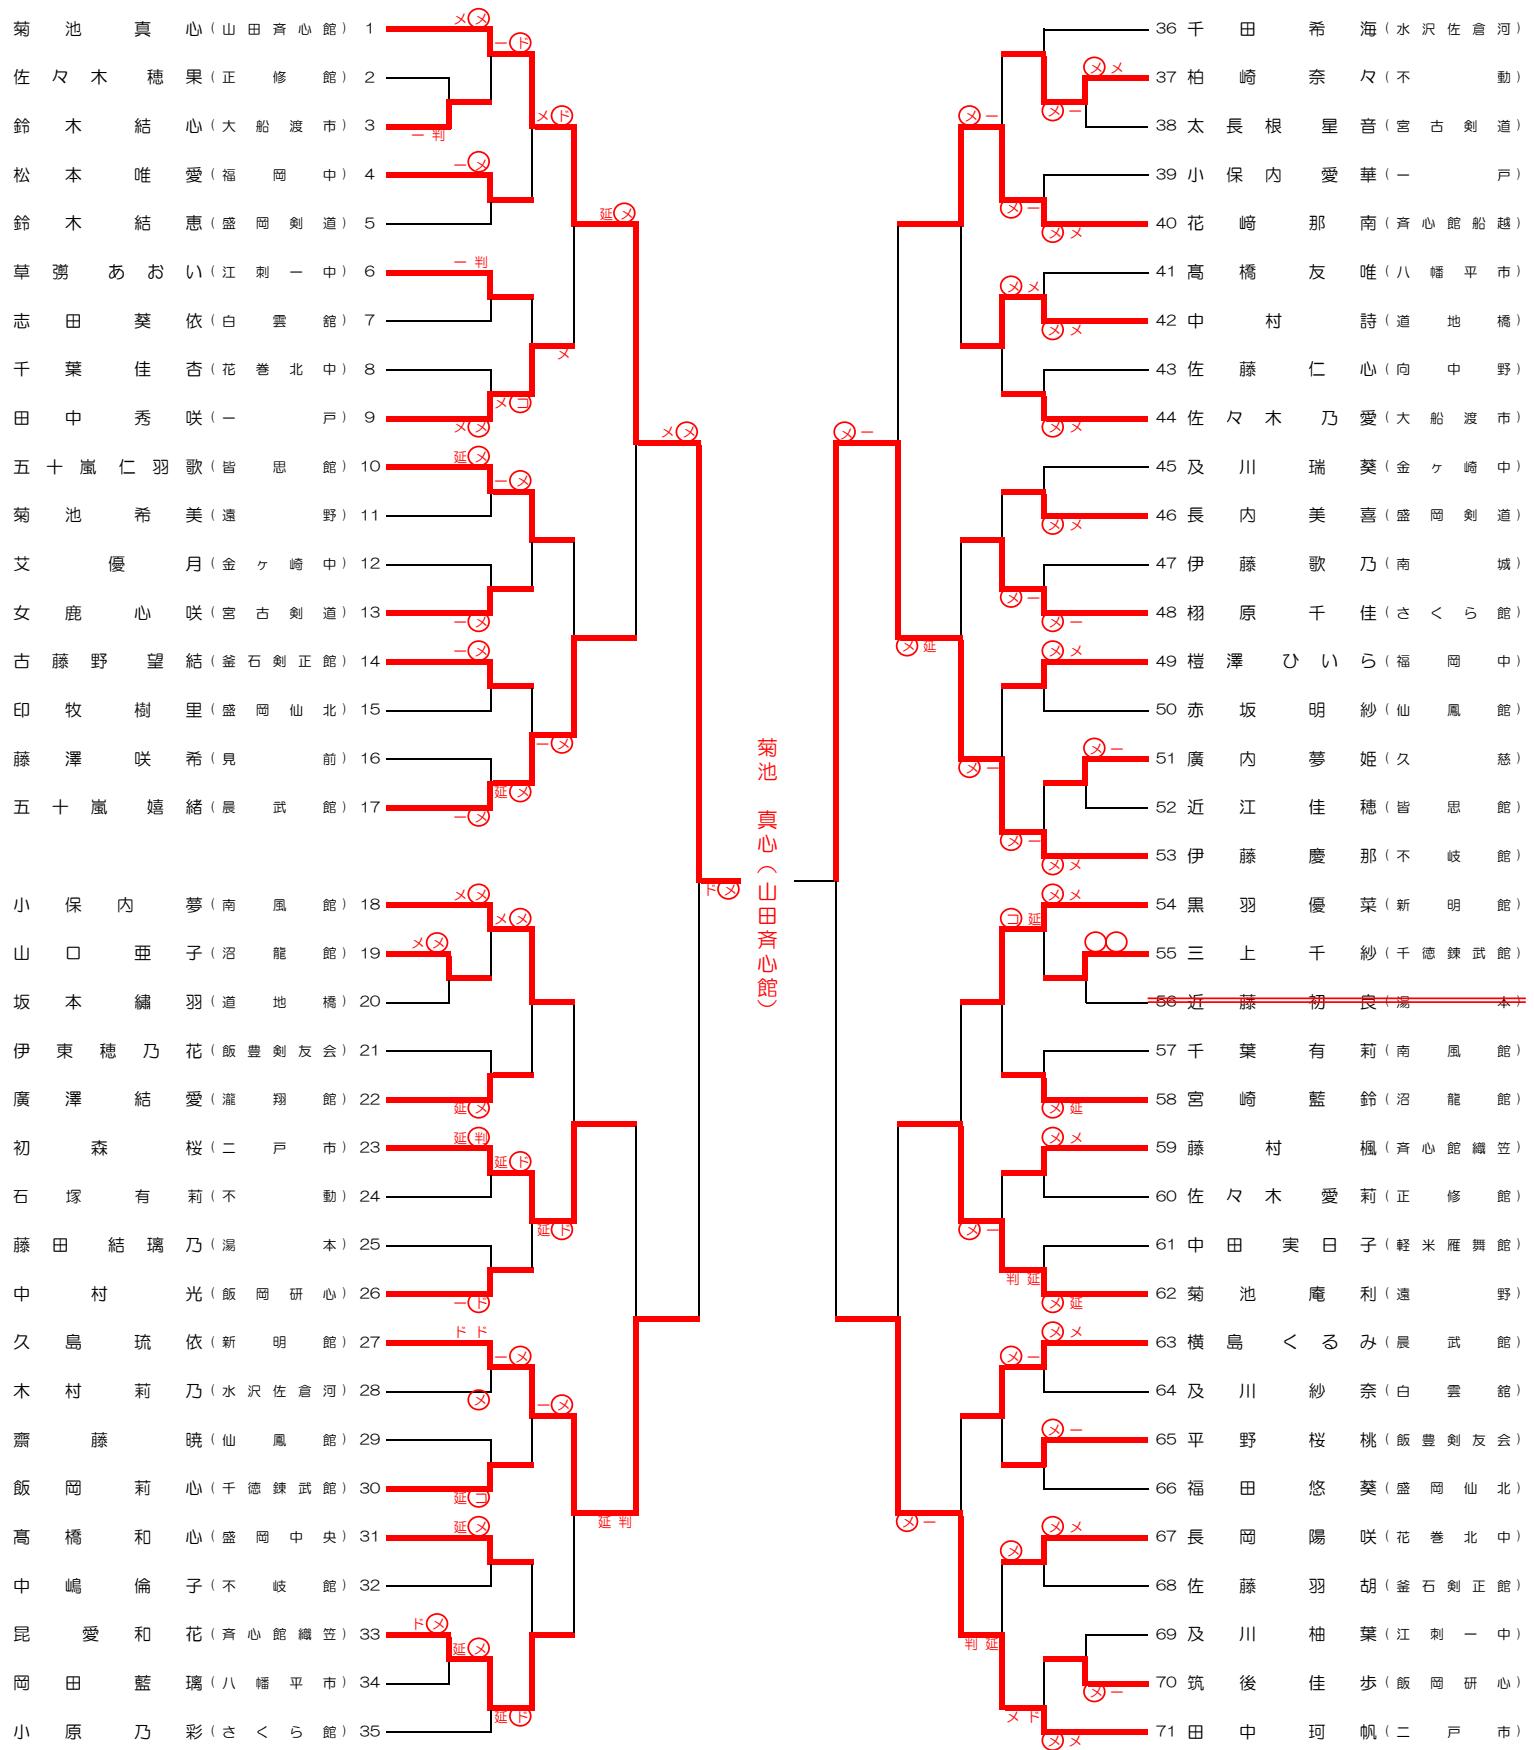 菊池 真心 (山田斉心館) 1
佐々木 穂果 (正修館) 2
鈴木 結心 (大船渡市) 3
松本 唯愛 (福岡中) 4
鈴木 結恵 (盛岡剣道) 5
草彅 あおい (江刺一中) 6
志田 葵依 (白雲舘) 7
千葉 佳杏 (花巻北中) 8
田中 秀咲 (一戸) 9
五十嵐 仁羽歌 (皆思館) 10
菊池 希美 (遠野) 11
艾 優月 (金ヶ崎中) 12
女鹿 心咲 (宮古剣道) 13
古藤野 望結 (釜石剣正館) 14
印牧 樹里 (盛岡仙北) 15
藤澤 咲希 (見前) 16
五十嵐 嬉緒 (晨武館) 17
小保内 夢 (南風館) 18
山口 亜子 (沼龍館) 19
坂本 繍羽 (道地橋) 20
伊東 穂乃花 (飯豊剣友会) 21
廣澤 結愛 (瀧翔館) 22
初森 桜 (二戸市) 23
石塚 有莉 (不動) 24
藤田 結璃乃 (湯本) 25
中村 光 (飯岡研心) 26
久島 琉依 (新明館) 27
木村 莉乃 (水沢佐倉河) 28
齋藤 暁 (仙鳳館) 29
飯岡 莉心 (千徳錬武館) 30
髙橋 和心 (盛岡中央) 31
中嶋 倫子 (不岐館) 32
昆 愛和花 (斉心館織笠) 33
岡田 藍璃 (八幡平市) 34
小原 乃彩 (さくら館) 35
菊池 真心(山田斉心館)
36 千田 希海 (水沢佐倉河)
37 柏崎 奈々 (不動)
38 太長根 星音 (宮古剣道)
39 小保内 愛華 (一戸)
40 花﨑 那南 (斉心館船越)
41 髙橋 友唯 (八幡平市)
42 中村 詩 (道地橋)
43 佐藤 仁心 (向中野)
44 佐々木 乃愛 (大船渡市)
45 及川 瑞葵 (金ヶ崎中)
46 長内 美喜 (盛岡剣道)
47 伊藤 歌乃 (南城)
48 栩原 千佳 (さくら館)
49 榿澤 ひいら (福岡中)
50 赤坂 明紗 (仙鳳館)
51 廣内 夢姫 (久慈)
52 近江 佳穂 (皆思館)
53 伊藤 慶那 (不岐館)
54 黒羽 優菜 (新明館)
55 三上 千紗 (千徳錬武館)
56 近藤 初良 (湯本)
57 千葉 有莉 (南風館)
58 宮崎 藍鈴 (沼龍館)
59 藤村 楓 (斉心館織笠)
60 佐々木 愛莉 (正修館)
61 中田 実日子 (軽米雁舞館)
62 菊池 庵利 (遠野)
63 横島 くるみ (晨武館)
64 及川 紗奈 (白雲舘)
65 平野 桜桃 (飯豊剣友会)
66 福田 悠葵 (盛岡仙北)
67 長岡 陽咲 (花巻北中)
68 佐藤 羽胡 (釜石剣正館)
69 及川 柚葉 (江刺一中)
70 筑後 佳歩 (飯岡研心)
71 田中 珂帆 (二戸市)